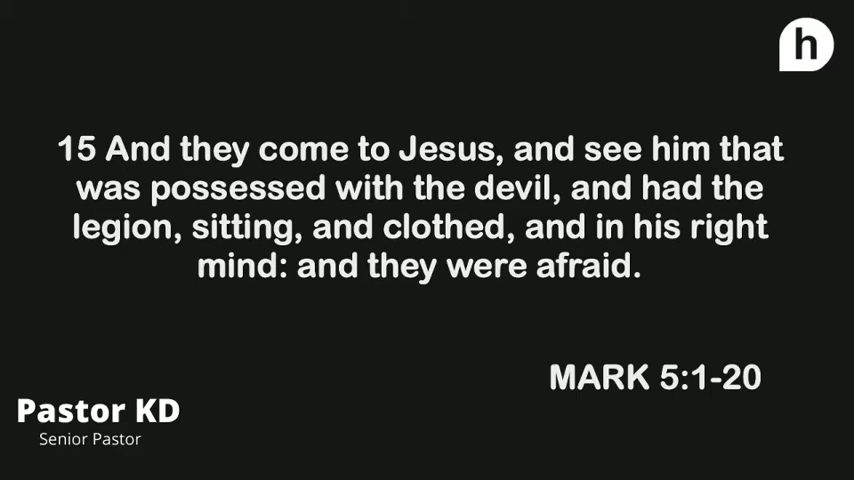 h
15 And they come to Jesus, and see him that
was possessed with the devil, and had the
legion, sitting, and clothed, and in his right
mind: and they were afraid.
MARK 5:1-20
Pastor KD
Senior Pastor